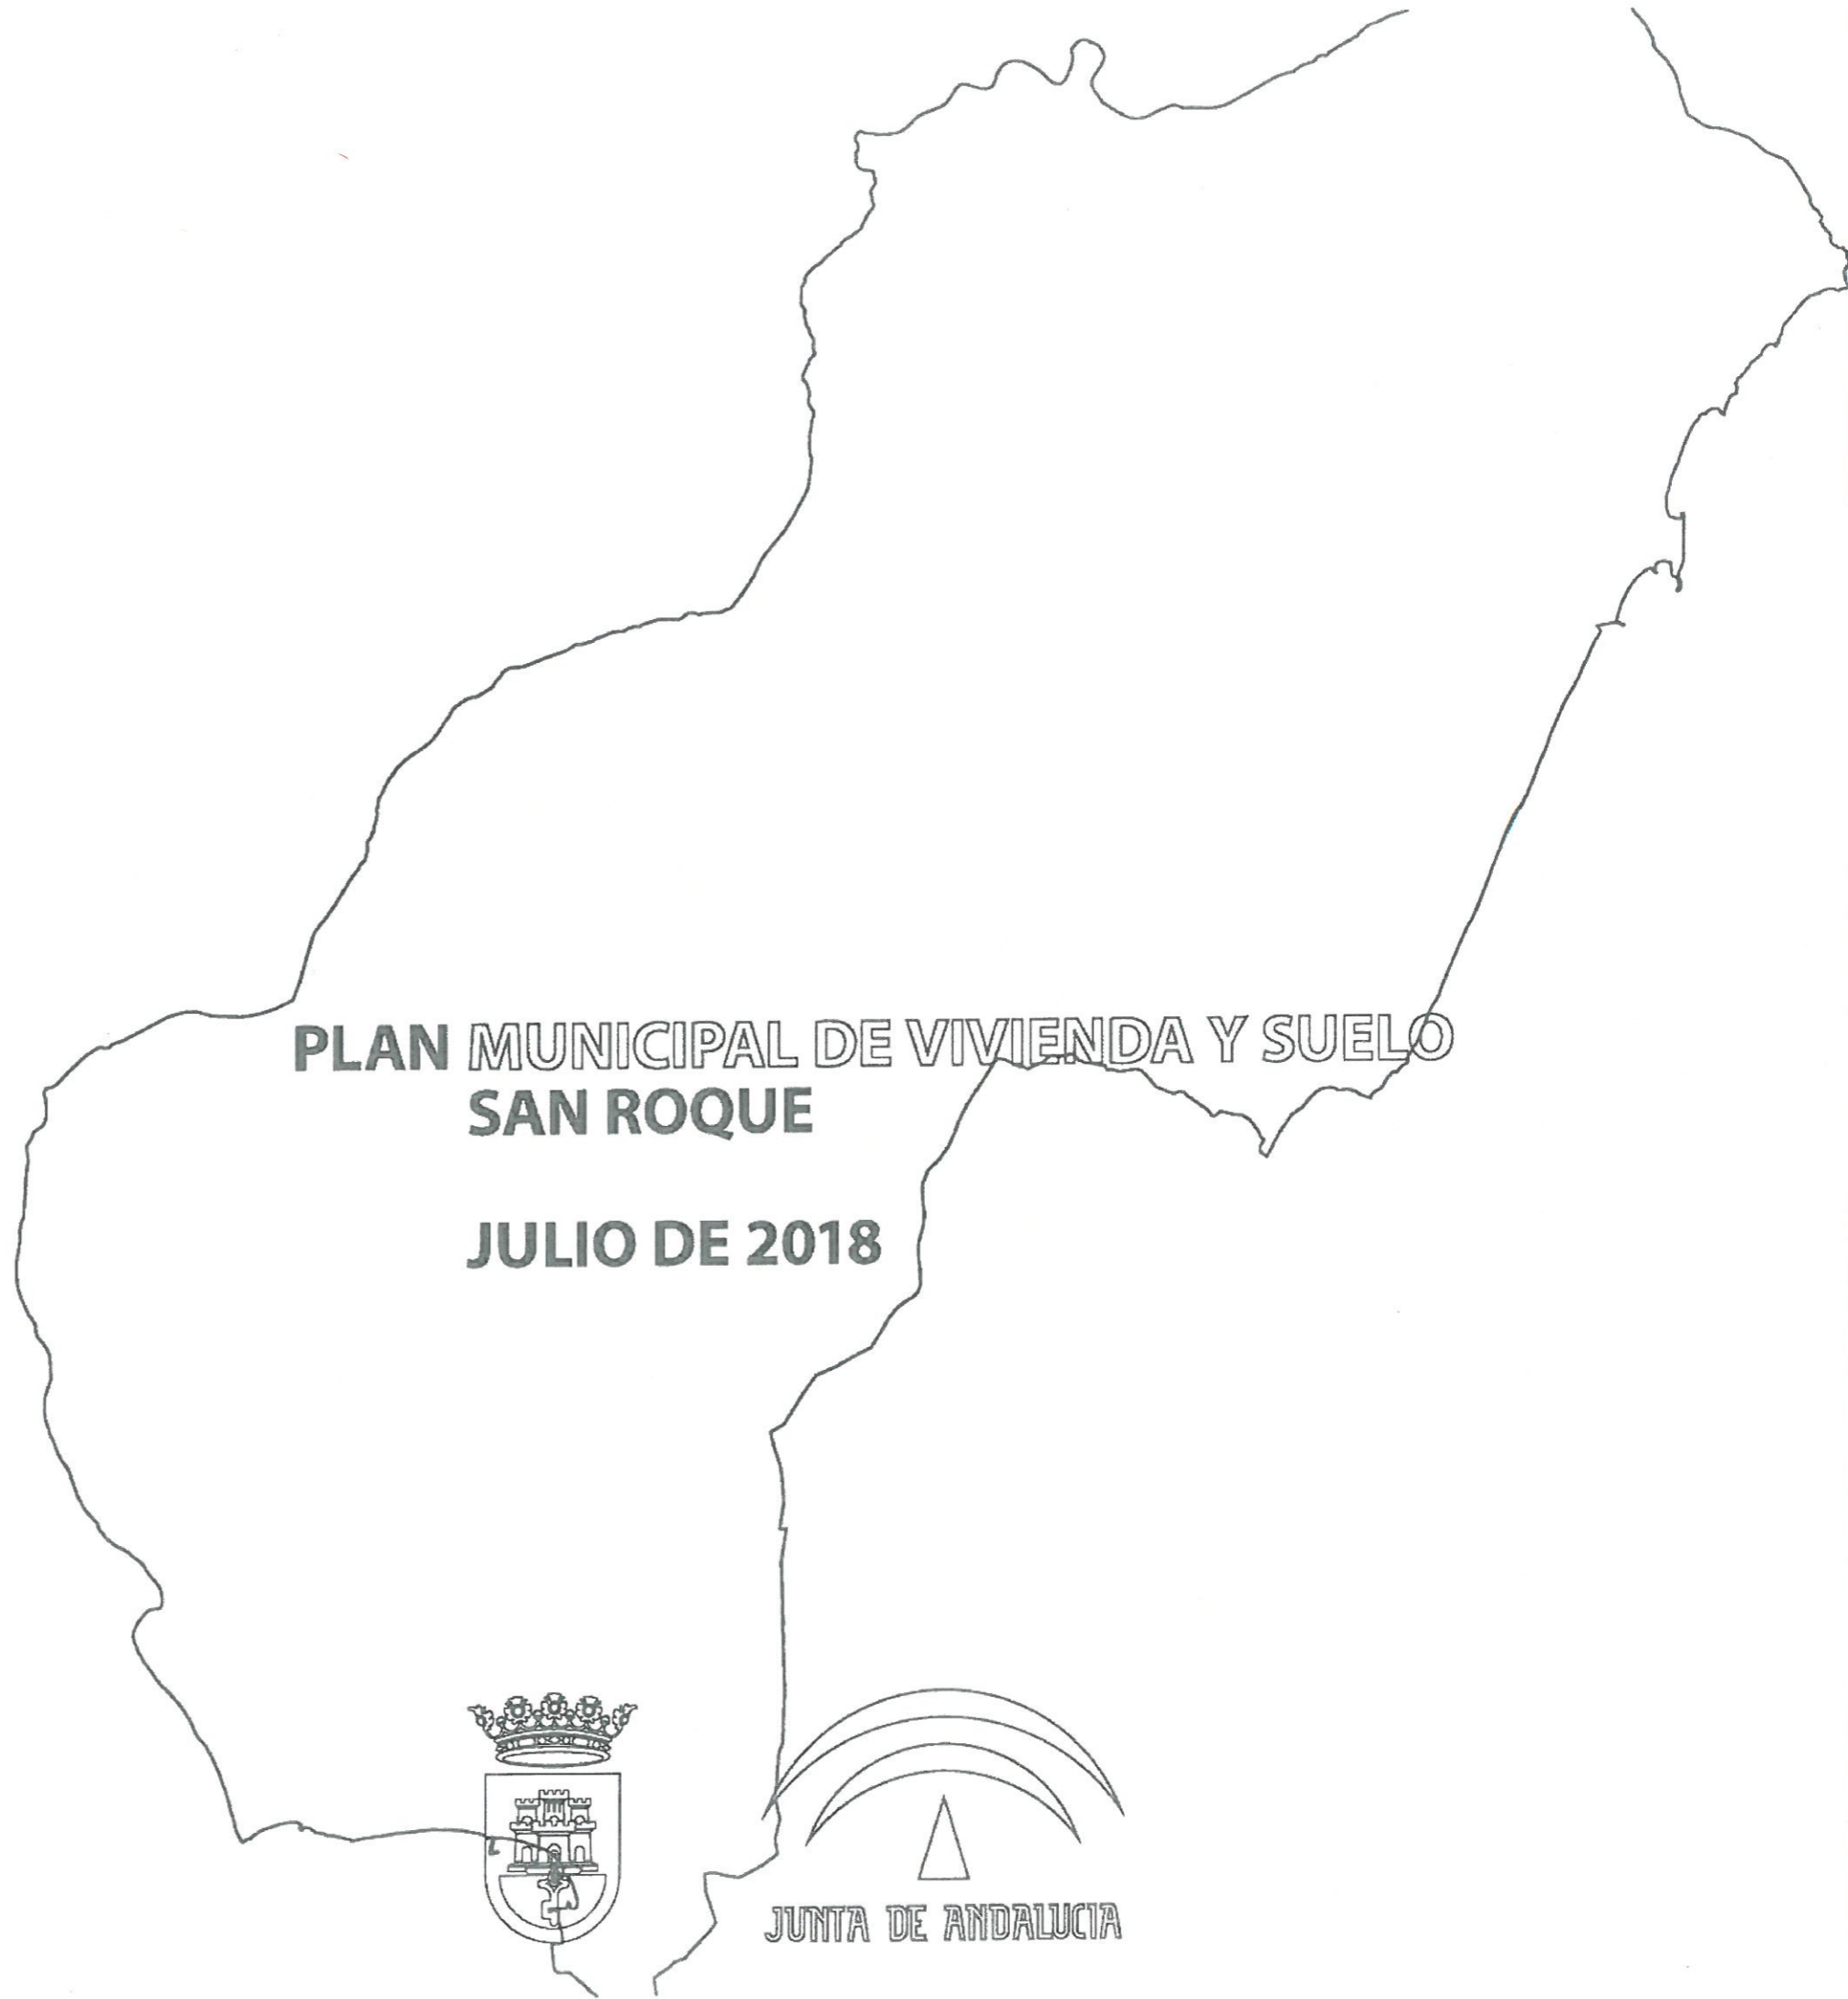 PLAN MUNICIPAL DE VIVIENDA Y SUELO
SAN ROQUE
JULIO DE 2018
JUNTA DE ANDALUCIA